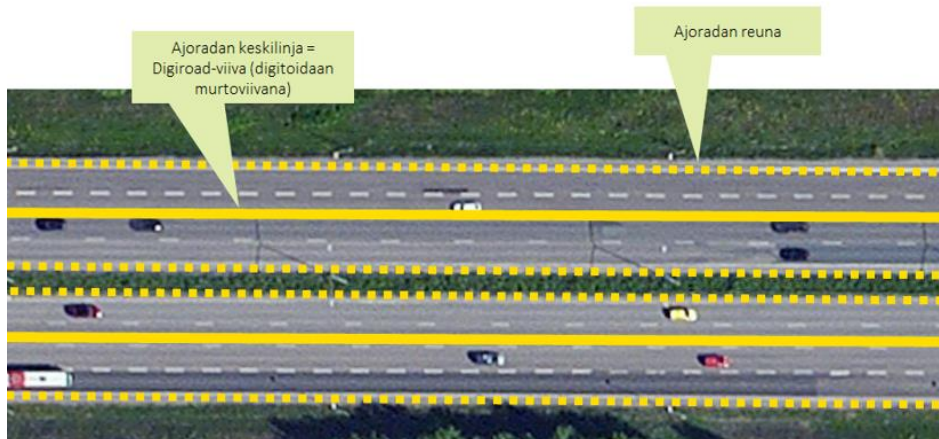 Ajoradan keskilinja =
Digiroad-viiva (digitoidaan
murtoviivana)
Ajoradan reuna